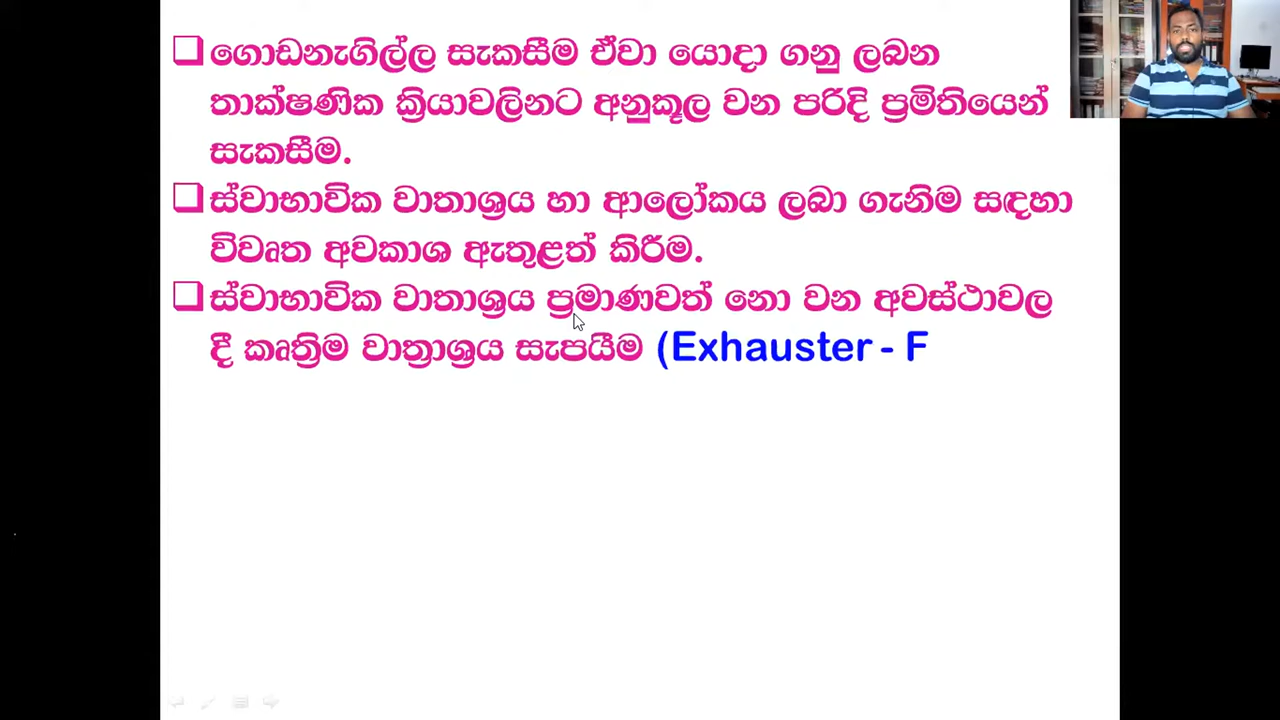 ❑ගොඩනැගිල්ල සැකසීම ඒවා යොදා ගනු ලබන
තාක්ෂණික ක්‍රියාවලිනට අනුකූල වන පරිදි ප්‍රමිතියෙන්
සැකසීම.
❑ස්වාභාවික වාතාශ්‍රය හා ආලෝකය ලබා ගැනිම සඳහා
විවෘත අවකාශ ඇතුළත් කිරීම.
❑ස්වාභාවික වාතාශ්‍රය ප්‍රමාණවත් නො වන අවස්ථාවල
දී කෘත්‍රිම වාත්‍රාශ්‍රය සැපයීම (Exhauster - F